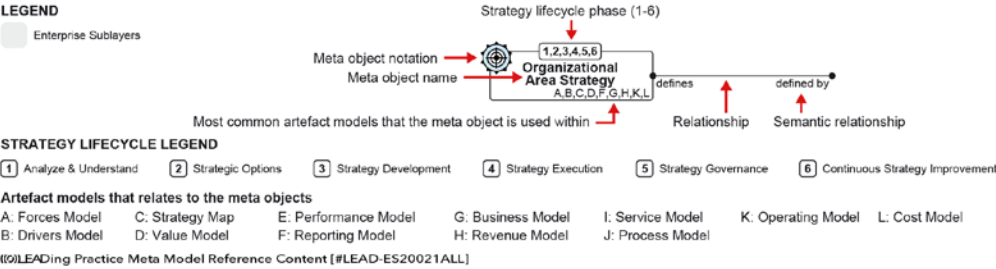 LEGEND
Strategy lifecycle phase (1-6)
Enterprise Sublayers
1,2,3,4,5,6
Meta object notation
Organizational
Meta object name
Area Strategy
A,B,C,D,F,G,H,K,L
defines
defined by
Most common artefact models that the meta object is used within
Relationship
Semantic relationship
STRATEGY LIFECYCLE LEGEND
1 Analyze & Understand 2 Strategic Options 3 Strategy Development 4 Strategy Execution 5 Strategy Governance 6 Continuous Strategy Improvement
Artefact models that relates to the meta objects
A: Forces Model C: Strategy Map E: Performance Model G: Business Model I: Service Model K: Operating Model L: Cost Model
B: Drivers Model D: Value Model F: Reporting Model H: Revenue Model J: Process Model
((©)LEADing Practice Meta Model Reference Content [#LEAD-ES20021ALL]